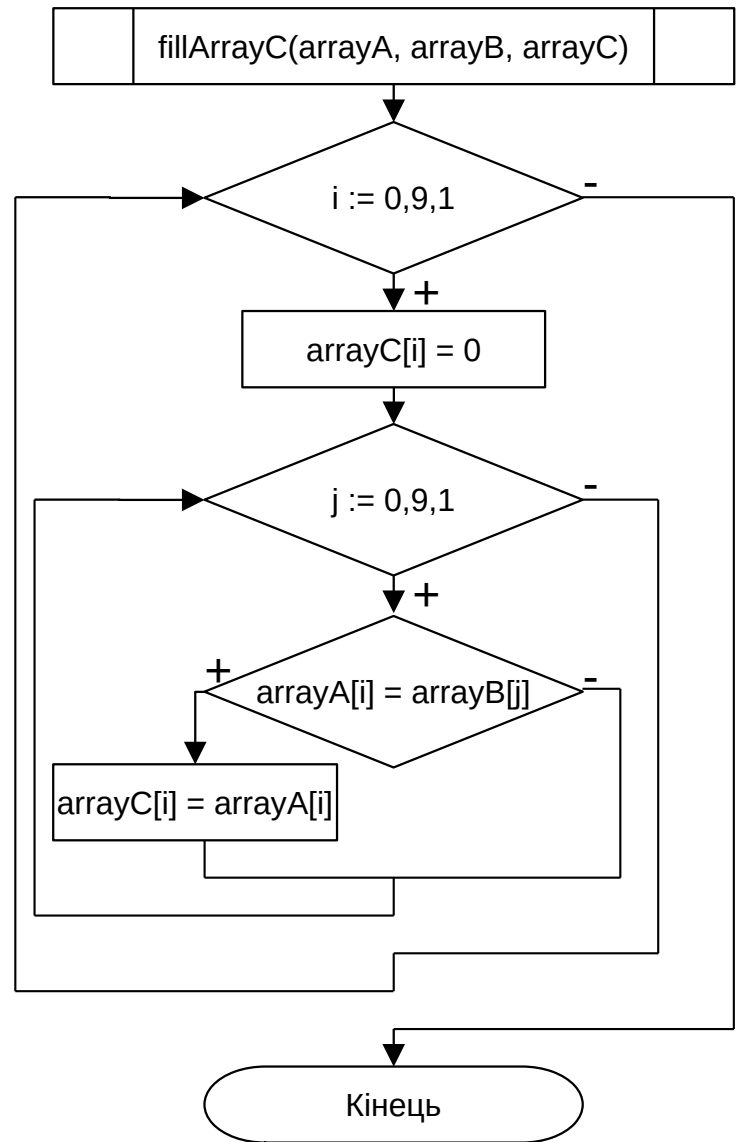 fillArrayC(arrayA, arrayB, arrayC)
i := 0,9,1
-
+
arrayC[i] = 0
j := 0,9,1
-
+
+
arrayA[i] = arrayB[j]
-
arrayC[i] = arrayA[i]
Кінець